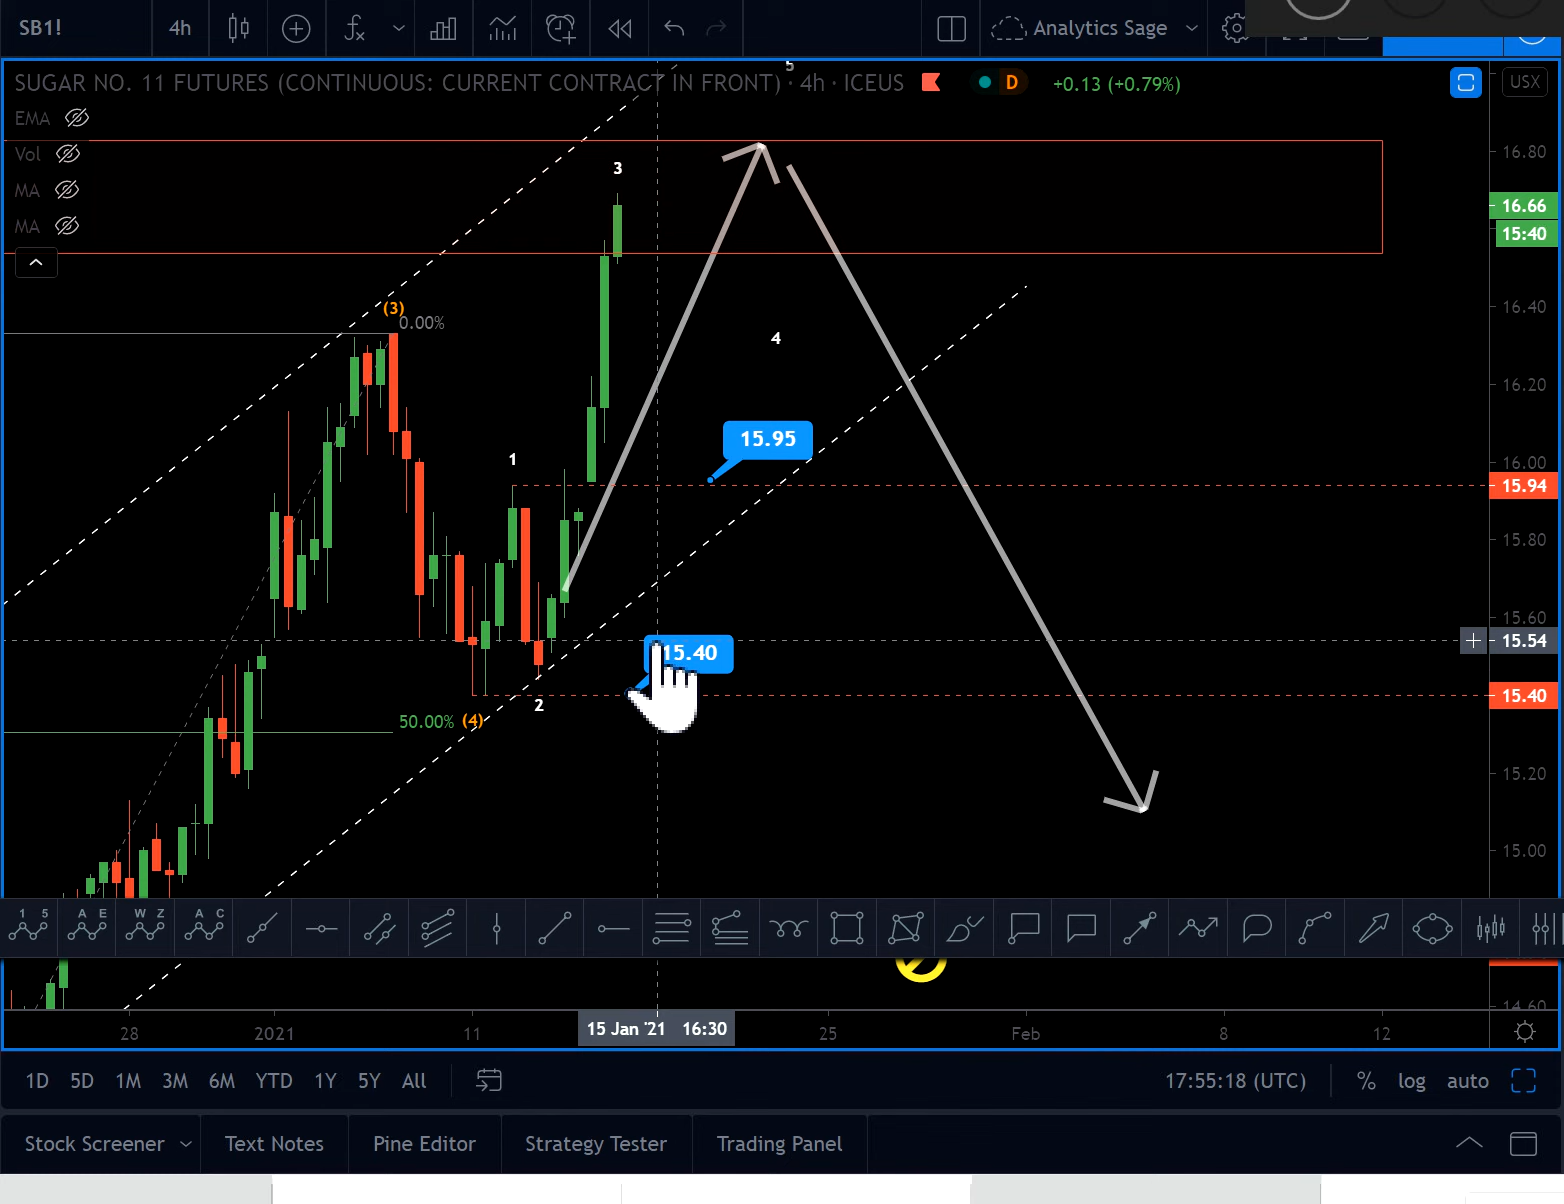 SB1! 4h Analytics Sage
SUGAR NO. 11 FUTURES (CONTINUOUS: CURRENT CONTRACT IN FRONT) · 4h · ICEUS D +0.13 (+0.79%) USX
5
EMA
Vol
MA
MA
16.80
3
16.66
15:40
(3)
0.00%
16.40
4
16.20
15.95
1
16.00
15.94
15.80
15.60
15.54
15.40
15.40
2
50.00% (4)
15.20
15.00
1 5 A E W Z A C
14.60
28 2021 11 15 Jan '21 16:30 25 Feb 8 12
1D 5D 1M 3M 6M YTD 1Y 5Y All 17:55:18 (UTC) % log auto
Stock Screener Text Notes Pine Editor Strategy Tester Trading Panel